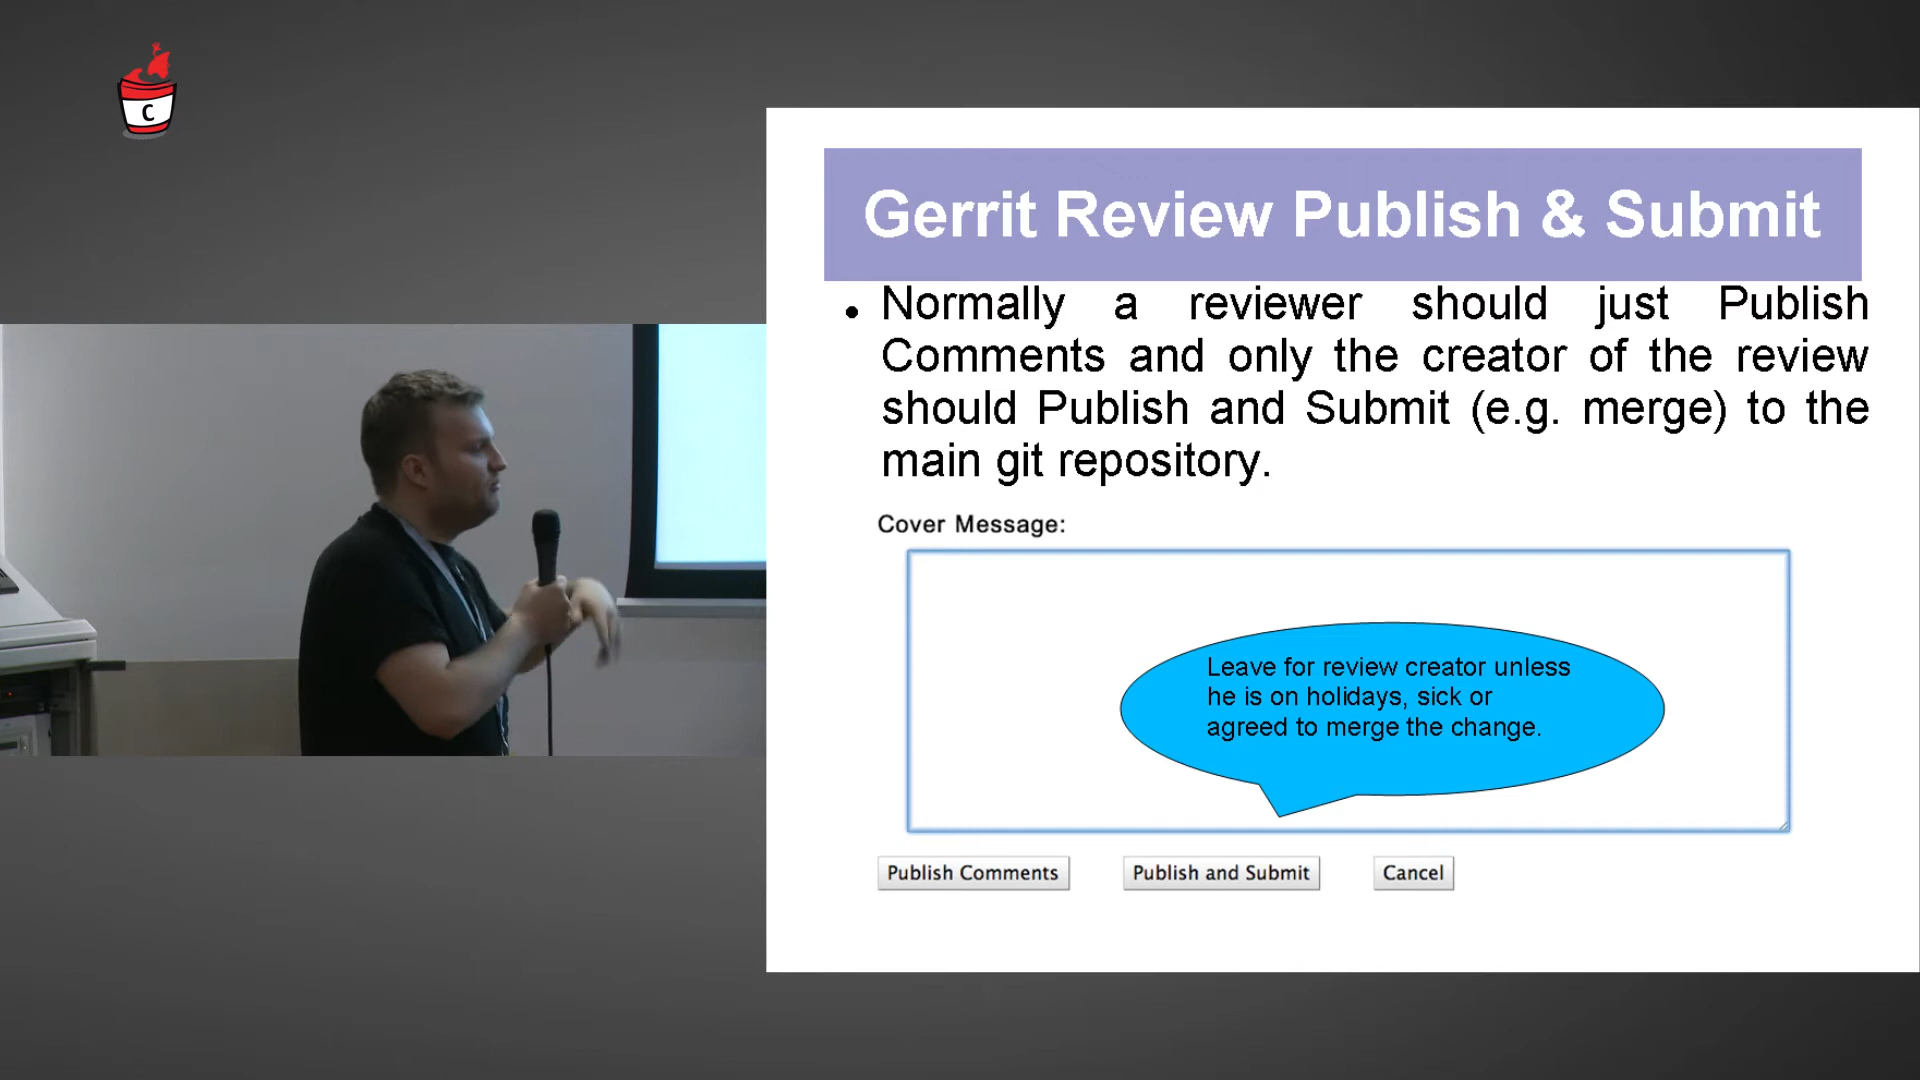 C
Gerrit Review Publish & Submit
• Normally a reviewer should just Publish
Comments and only the creator of the review
should Publish and Submit (e.g. merge) to the
main git repository.
Cover Message:
Leave for review creator unless
he is on holidays, sick or
agreed to merge the change.
Publish Comments Publish and Submit Cancel